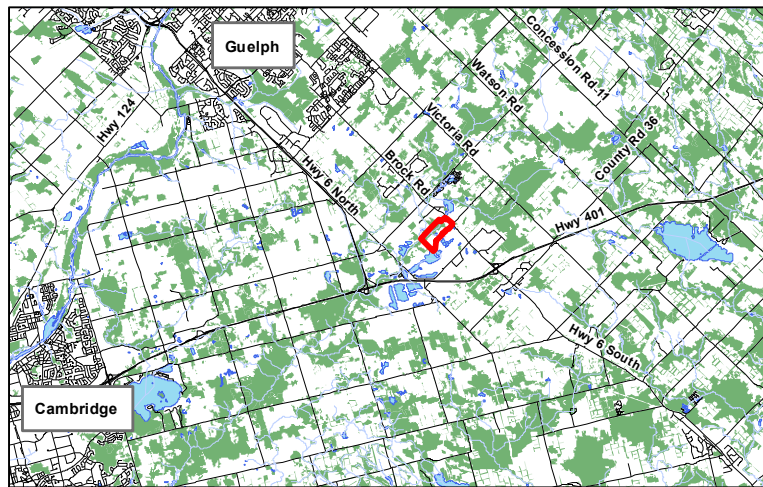 Guelph
Concession Rd 11
Watson Rd
Hwy 124
Victoria Rd
County Rd 36
Brock Rd
Hwy 6 North
Hwy 401
Hwy 6 South
Cambridge